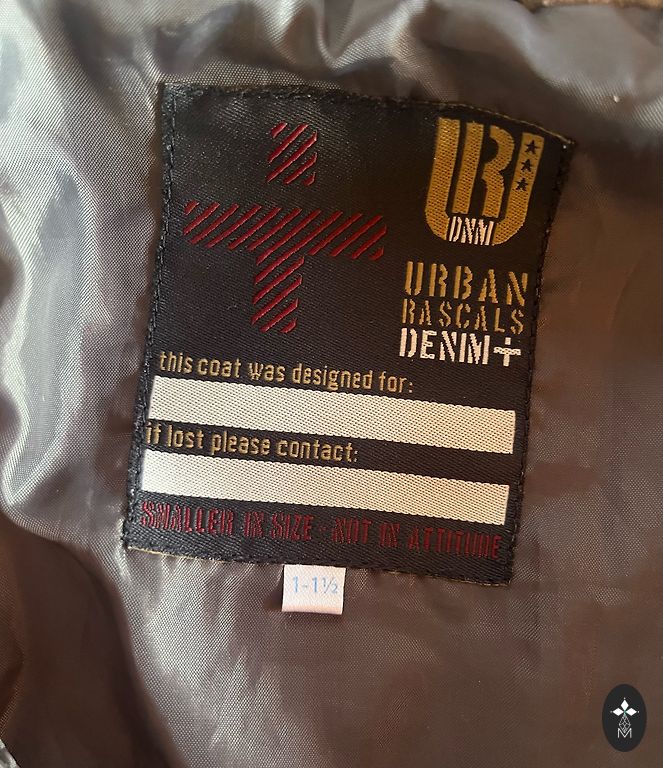 UR
DNM
URBAN
RASCALS
DENIM+
this coat was designed for:
if lost please contact:
SMALLER IN SIZE - NOT IN ATTITUDE
1-1½
M